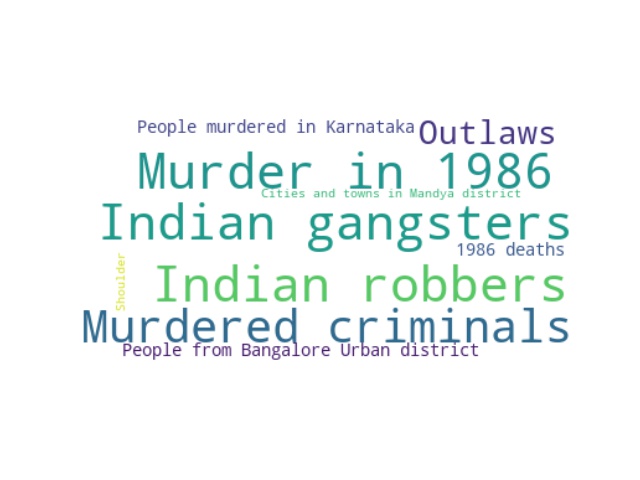 People murdered in Karnataka
Outlaws
Murder in 1986
Cities and towns in Mandya district
Indian gangsters
1986 deaths
Shoulder
Indian robbers
Murdered criminals
People from Bangalore Urban district